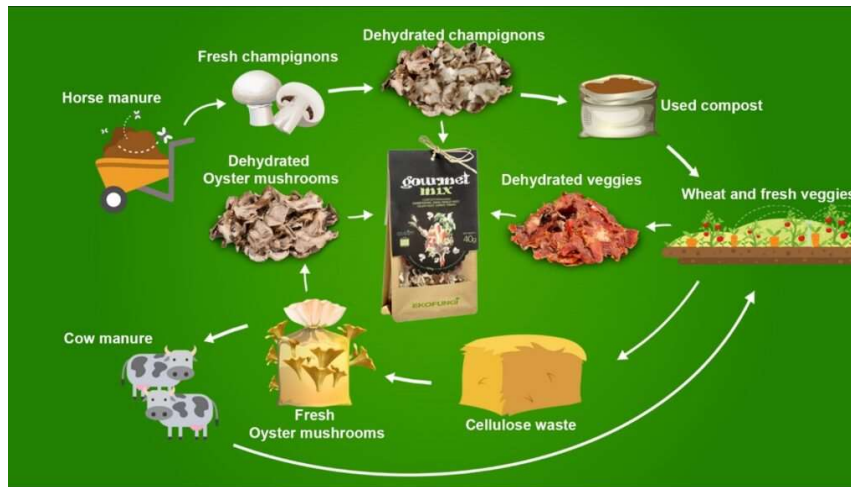 Dehydrated champignons
Fresh champignons
Horse manure
Used compost
Dehydrated
Oyster mushrooms
Dehydrated veggies
Wheat and fresh veggies
gourmet
mix
40g
EKOFUNGI
Cow manure
Fresh
Oyster mushrooms
Cellulose waste